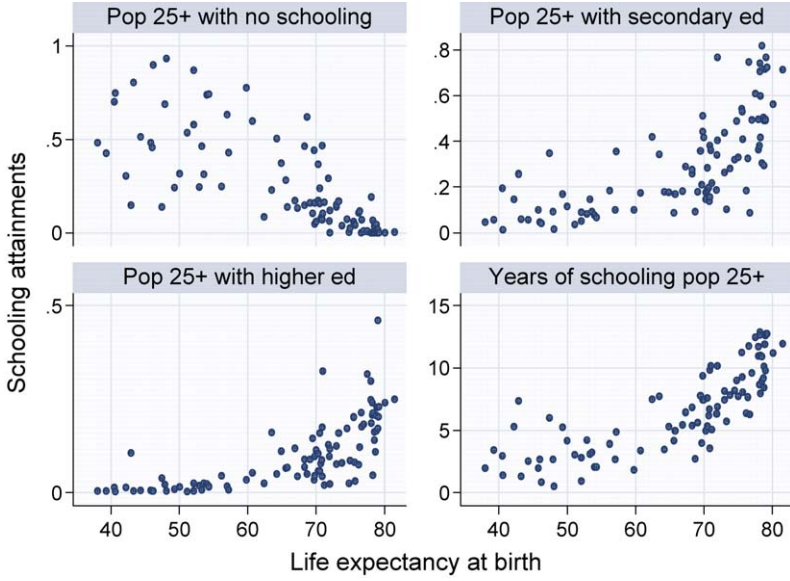 Pop 25+ with no schooling
Pop 25+ with secondary ed
1
.5
0
.8
.6
.4
.2
0
Pop 25+ with higher ed
Years of schooling pop 25+
.5
0
15
10
5
0
40 50 60 70 80
40 50 60 70 80
Schooling attainments
Life expectancy at birth